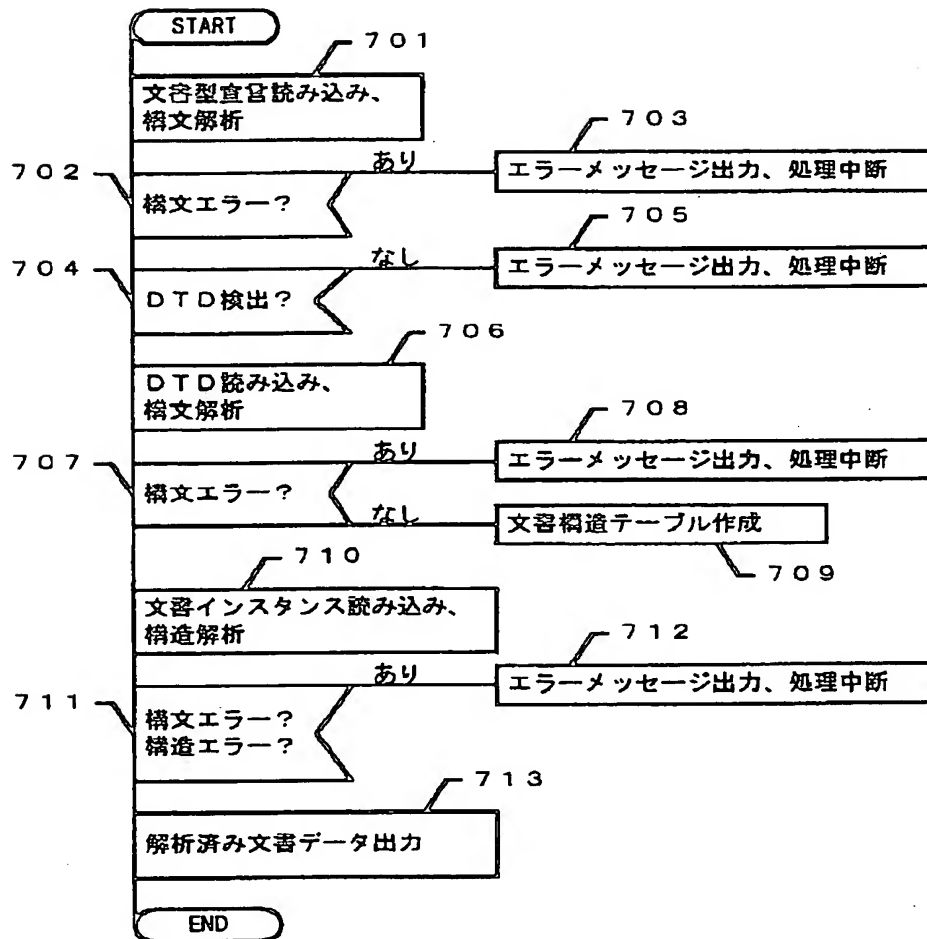 START
701
文書型宣言読み込み、
構文解析
702
構文エラー?
あり
703
エラーメッセージ出力、処理中断
704
DTD検出?
なし
705
エラーメッセージ出力、処理中断
706
DTD読み込み、
構文解析
707
構文エラー?
あり
708
エラーメッセージ出力、処理中断
なし
文書構造テーブル作成
709
710
文書インスタンス読み込み、
構造解析
711
構文エラー?
構造エラー?
あり
712
エラーメッセージ出力、処理中断
713
解析済み文書データ出力
END